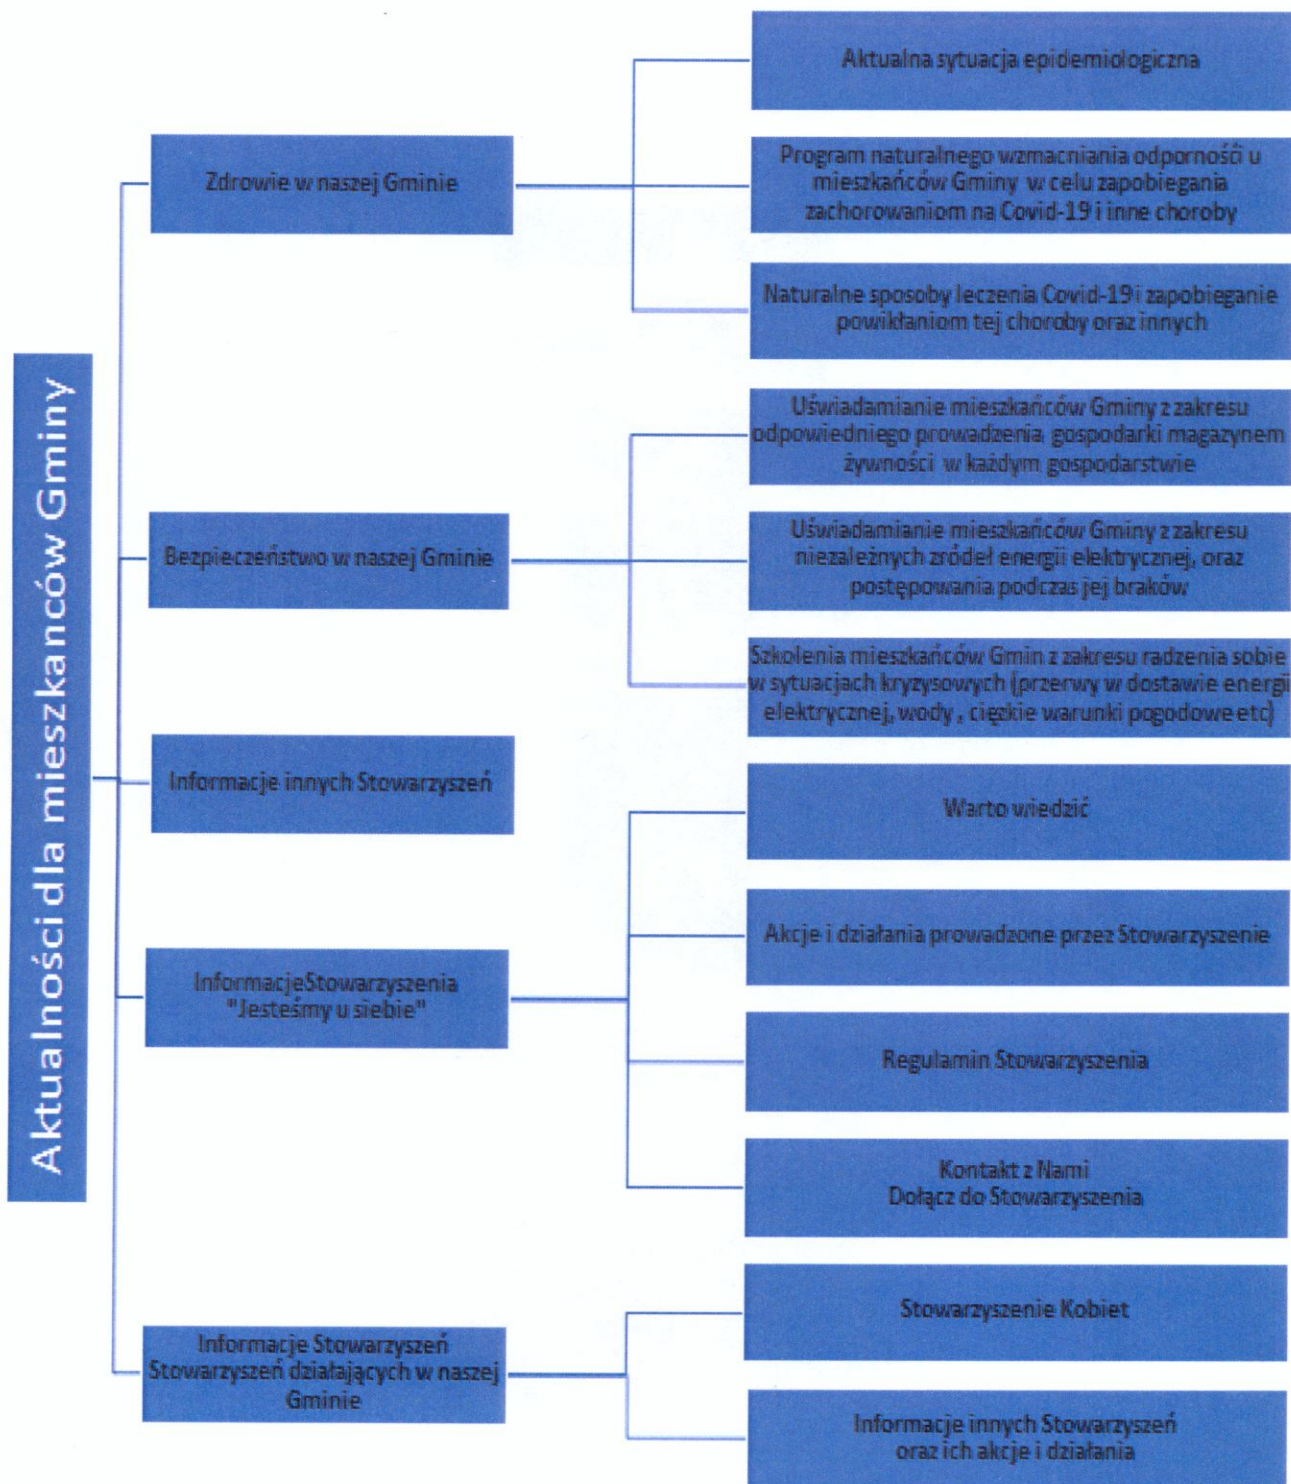 Aktualności dla mieszkanców Gminy
Zdrowie w naszej Gminie
Aktualna sytuacja epidemiologiczna
Program naturalnego wzmacniania odpornośći u
mieszkańców Gminy w celu zapobiegania
zachorowaniom na Covid-19 i inne choroby
Naturalne sposoby leczenia Covid-19 i zapobieganie
powikłaniom tej choroby oraz innych
Bezpieczeństwo w naszej Gminie
Uświadamianie mieszkańców Gminy z zakresu
odpowiedniego prowadzenia gospodarki magazynem
żywności w każdym gospodarstwie
Uświadamianie mieszkańców Gminy z zakresu
niezależnych zródeł energii elektrycznej, oraz
postępowania podczas jej braków
Szkolenia mieszkańców Gmin z zakresu radzenia sobie
w sytuacjach kryzysowych (przerwy w dostawie energii
elektrycznej, wody , ciężkie warunki pogodowe etc)
Informacje innych Stowarzyszeń
InformacjeStowarzyszenia
"Jesteśmy u siebie"
Warto wiedzić
Akcje i działania prowadzone przez Stowarzyszenie
Regulamin Stowarzyszenia
Kontakt z Nami
Dołącz do Stowarzyszenia
Informacje Stowarzyszeń
Stowarzyszeń działających w naszej
Gminie
Stowarzyszenie Kobiet
Informacje innych Stowarzyszeń
oraz ich akcje i działania